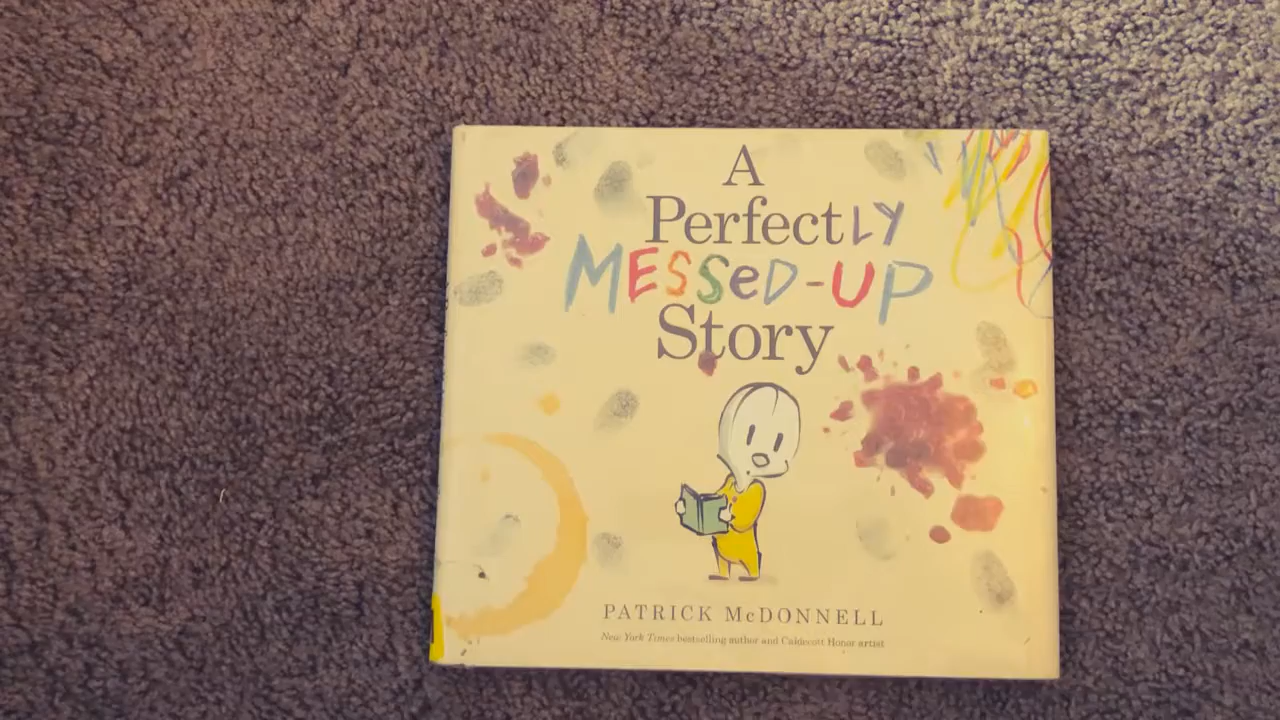 A
PerfectLY
MESSeD-UP
Story
PATRICK McDONNELL
New York Times bestselling author and Caldecott Honor artist